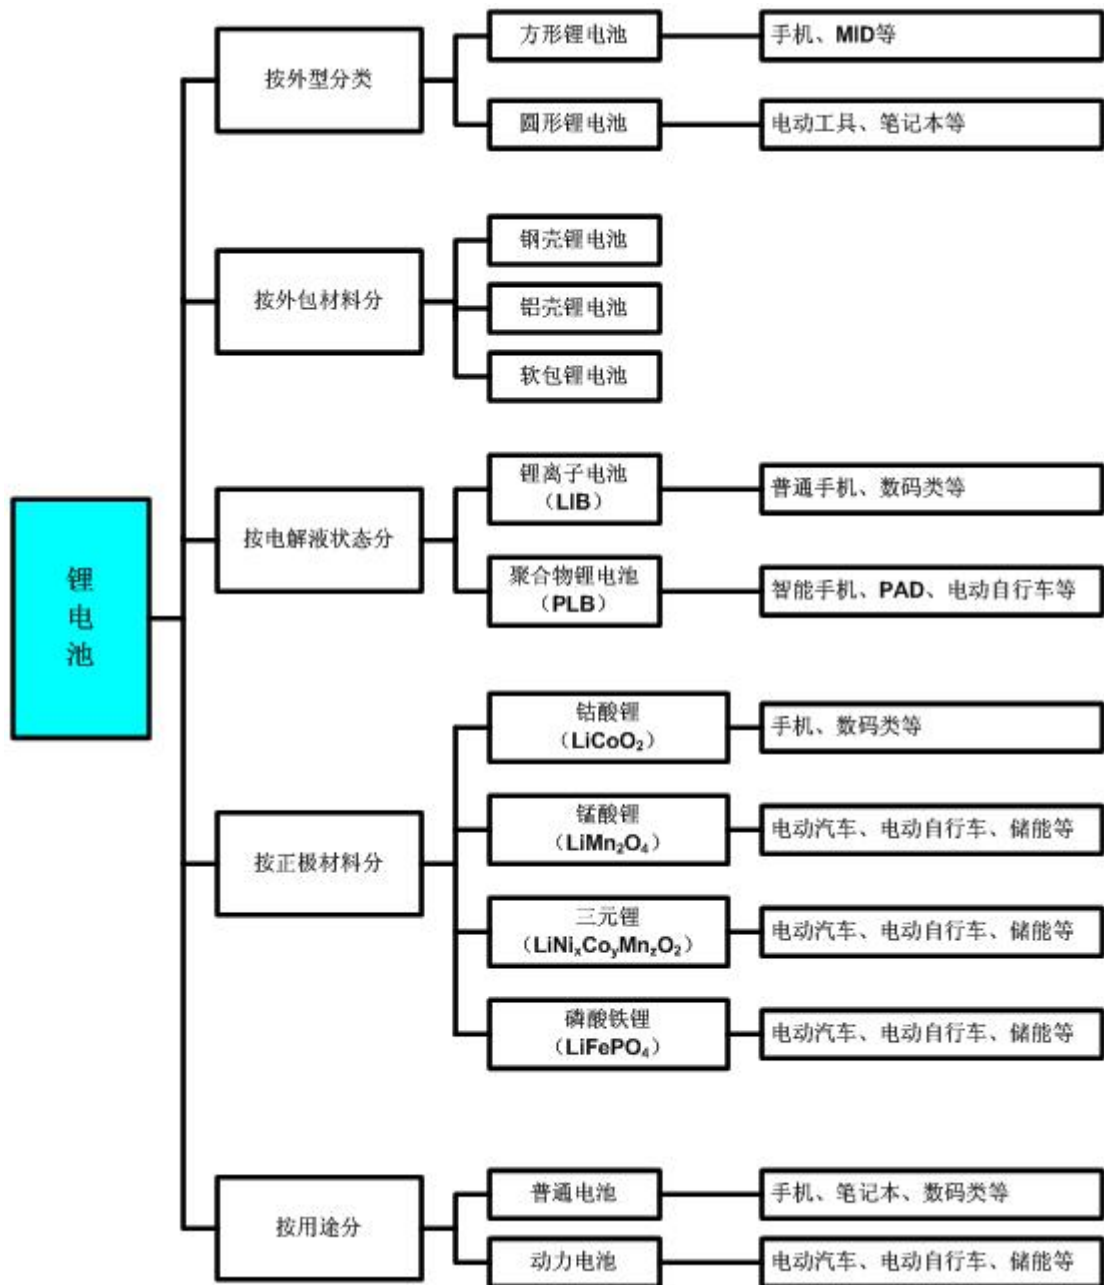 锂
电
池
按外型分类
方形锂电池
手机、MID等
圆形锂电池
电动工具、笔记本等
按外包材料分
钢壳锂电池
铝壳锂电池
软包锂电池
按电解液状态分
锂离子电池
（LIB）
普通手机、数码类等
聚合物锂电池
（PLB）
智能手机、PAD、电动自行车等
按正极材料分
钴酸锂
（LiCoO₂）
手机、数码类等
锰酸锂
（LiMn₂O₄）
电动汽车、电动自行车、储能等
三元锂
（LiNiₓCoᵧMn_zO₂）
电动汽车、电动自行车、储能等
磷酸铁锂
（LiFePO₄）
电动汽车、电动自行车、储能等
按用途分
普通电池
手机、笔记本、数码类等
动力电池
电动汽车、电动自行车、储能等